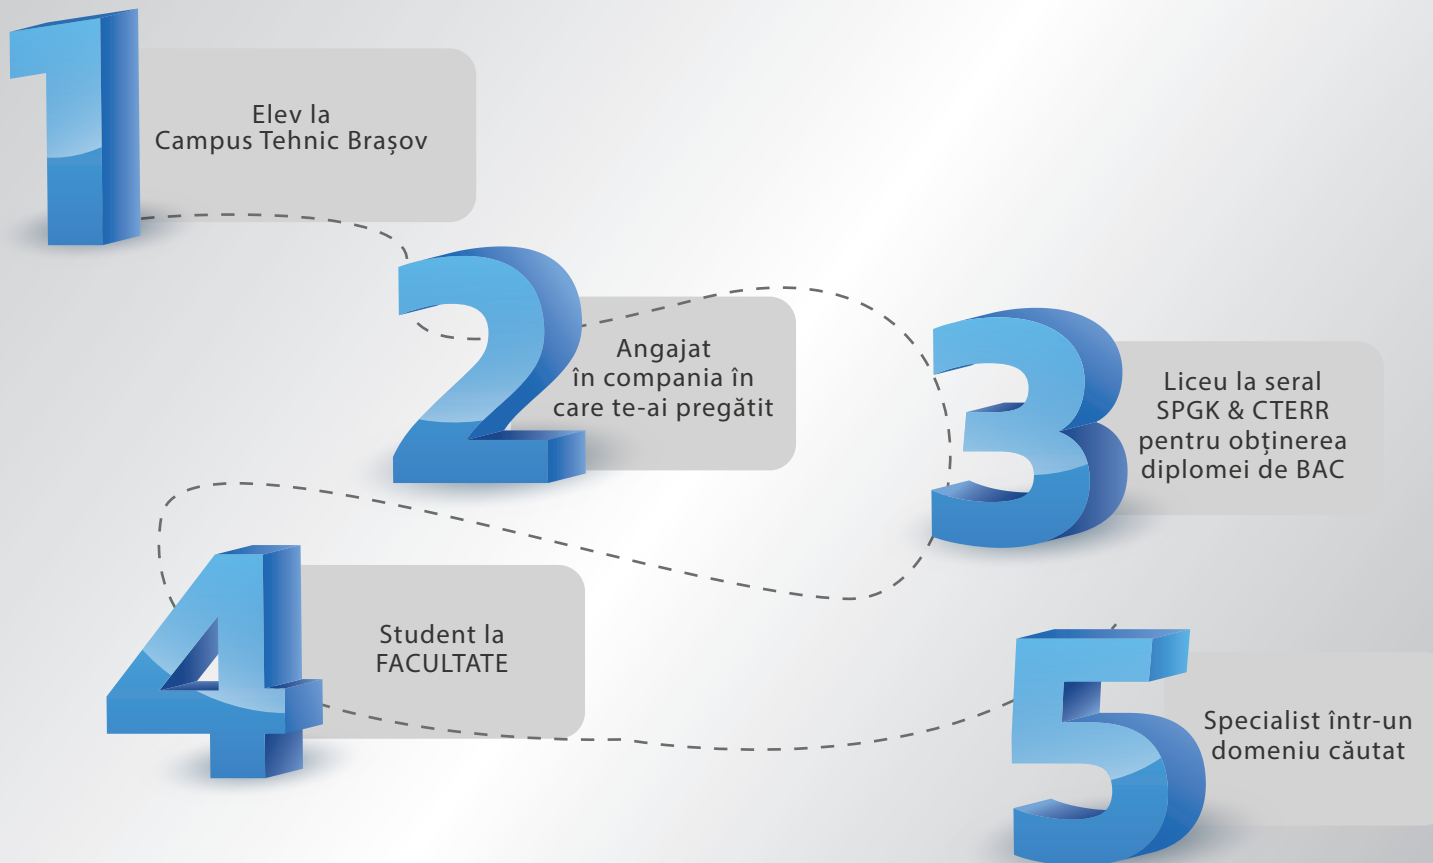 1
Elev la
Campus Tehnic Brașov
2
Angajat
în compania în
care te-ai pregătit
3
Liceu la seral
SPGK & CTERR
pentru obținerea
diplomei de BAC
4
Student la
FACULTATE
5
Specialist într-un
domeniu căutat